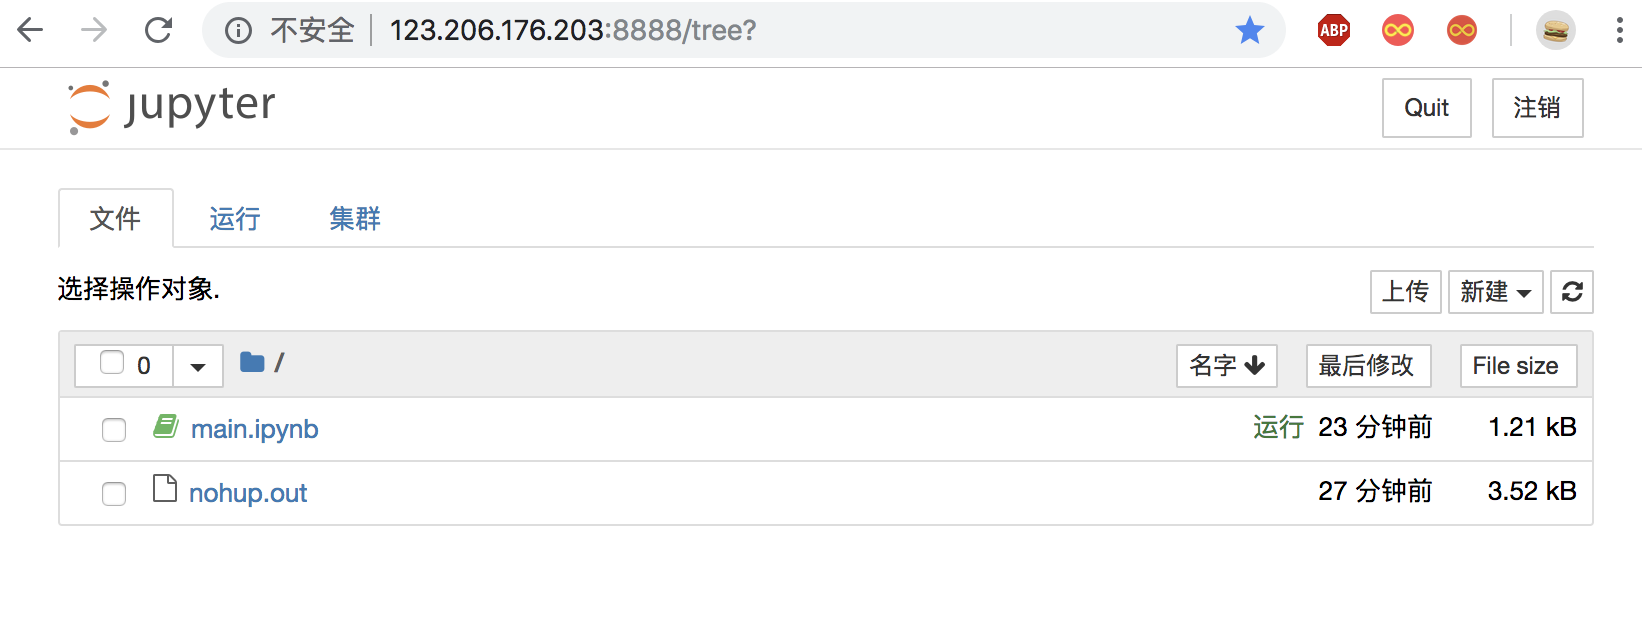 不安全 123.206.176.203:8888/tree?
ABP
jupyter
Quit 注销
文件 运行 集群
选择操作对象.
上传 新建
0 / 名字 最后修改 File size
main.ipynb 运行 23 分钟前 1.21 kB
nohup.out 27 分钟前 3.52 kB